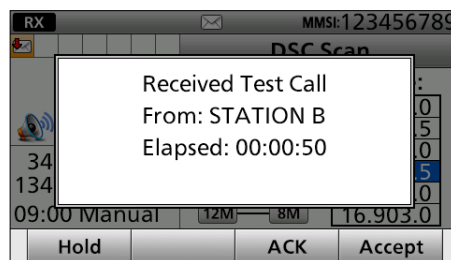 RX
MMSI:123456789
DSC Scan
Received Test Call
From: STATION B
Elapsed: 00:00:50
34
134
09:00 Manual
12M
8M
16.903.0
Hold
ACK
Accept